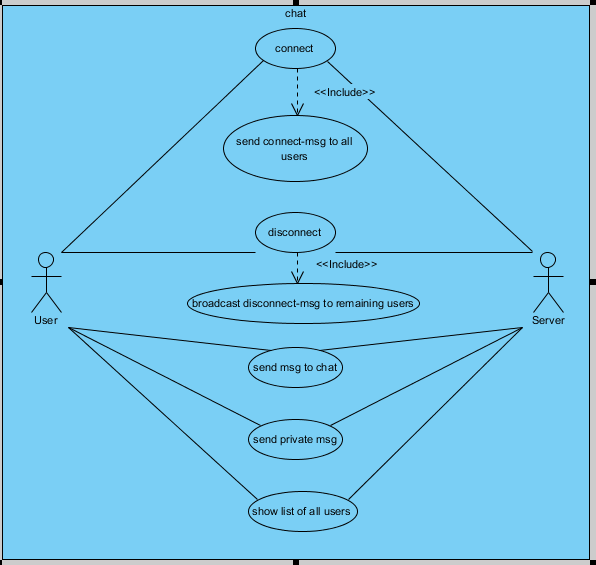 chat
connect
<<Include>>
send connect-msg to all
users
disconnect
<<Include>>
broadcast disconnect-msg to remaining users
User
Server
send msg to chat
send private msg
show list of all users